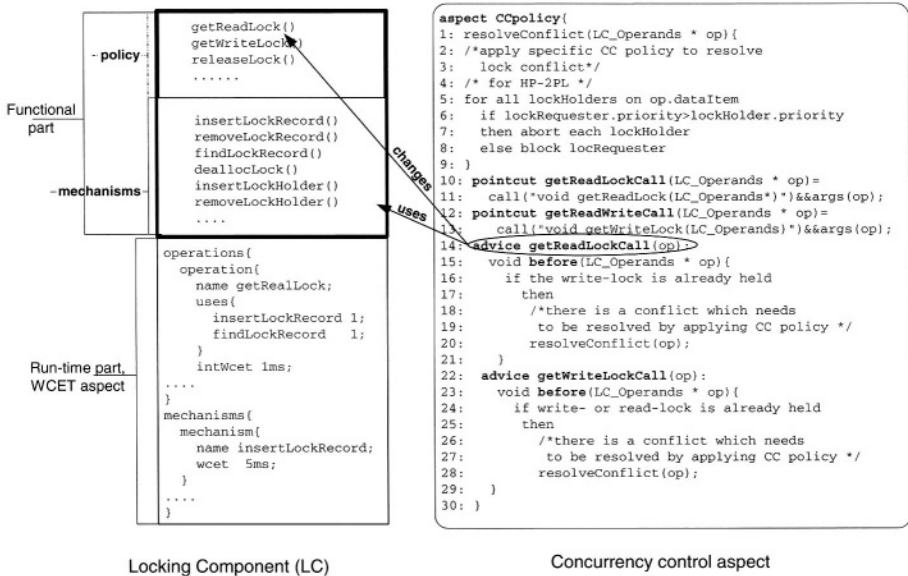 getReadLock()
getWriteLock()
releaseLock()
......
policy
Functional
part
insertLockRecord()
removeLockRecord()
findLockRecord()
deallocLock()
insertLockHolder()
removeLockHolder()
....
mechanisms
changes
uses
operations{
operation{
name getRealLock;
uses{
insertLockRecord 1;
findLockRecord 1;
}
intWcet 1ms;
....
}
mechanisms{
mechanism{
name insertLockRecord;
wcet 5ms;
}
....
}
Run-time part,
WCET aspect
Locking Component (LC)
aspect CCpolicy{
1: resolveConflict(LC_Operands * op){
2: /*apply specific CC policy to resolve
3: lock conflict*/
4: /* for HP-2PL */
5: for all lockHolders on op.dataItem
6: if lockRequester.priority>lockHolder.priority
7: then abort each lockHolder
8: else block locRequester
9: }
10: pointcut getReadLockCall(LC_Operands * op)=
11: call("void getReadLock(LC_Operands*)")&&args(op);
12: pointcut getReadWriteCall(LC_Operands * op)=
13: call("void getWriteLock(LC_Operands)")&&args(op);
14: advice getReadLockCall(op):
15: void before(LC_Operands * op){
16: if the write-lock is already held
17: then
18: /*there is a conflict which needs
19: to be resolved by applying CC policy */
20: resolveConflict(op);
21: }
22: advice getWriteLockCall(op):
23: void before(LC_Operands * op){
24: if write- or read-lock is already held
25: then
26: /*there is a conflict which needs
27: to be resolved by applying CC policy */
28: resolveConflict(op);
29: }
30: }
Concurrency control aspect